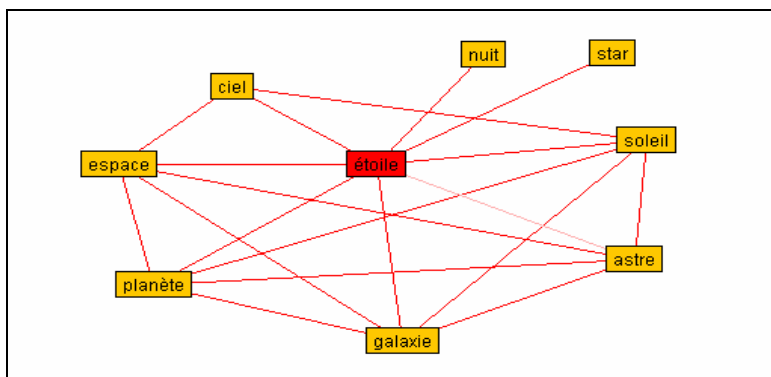 nuit
star
ciel
soleil
espace
étoile
astre
planète
galaxie